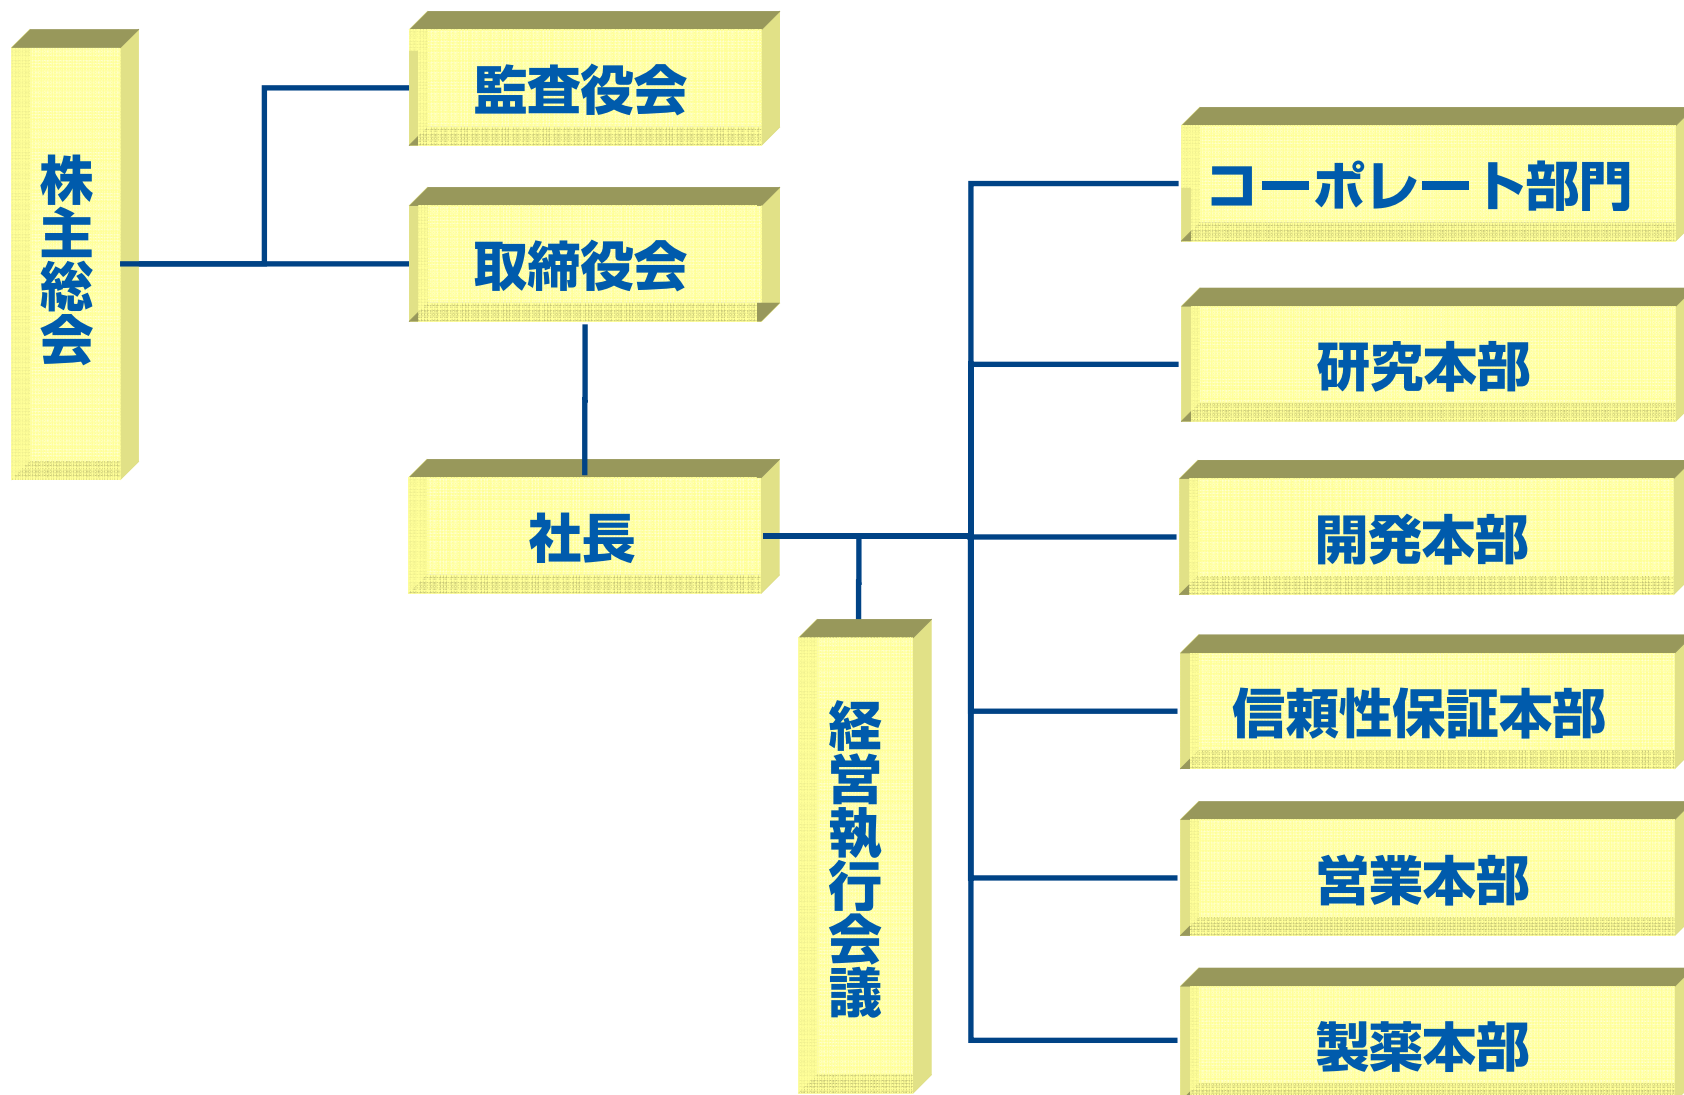 株主総会
監査役会
取締役会
社長
経営執行会議
コーポレート部門
研究本部
開発本部
信頼性保証本部
営業本部
製薬本部